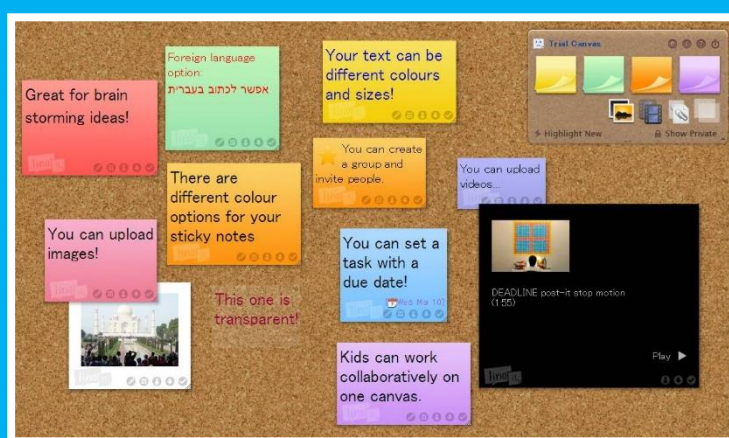 Great for brain
storming ideas!
Foreign language
option:
אפשר לכתוב בעברית
Your text can be
different colours
and sizes!
Trial Canvas
Highlight New
Show Private
There are
different colour
options for your
sticky notes
You can create
a group and
invite people.
You can upload
videos...
You can upload
images!
This one is
transparent!
You can set a
task with a
due date!
Wed Mar 10
DEADLINE post-it stop motion
(1:55)
Play
Kids can work
collaboratively on
one canvas.